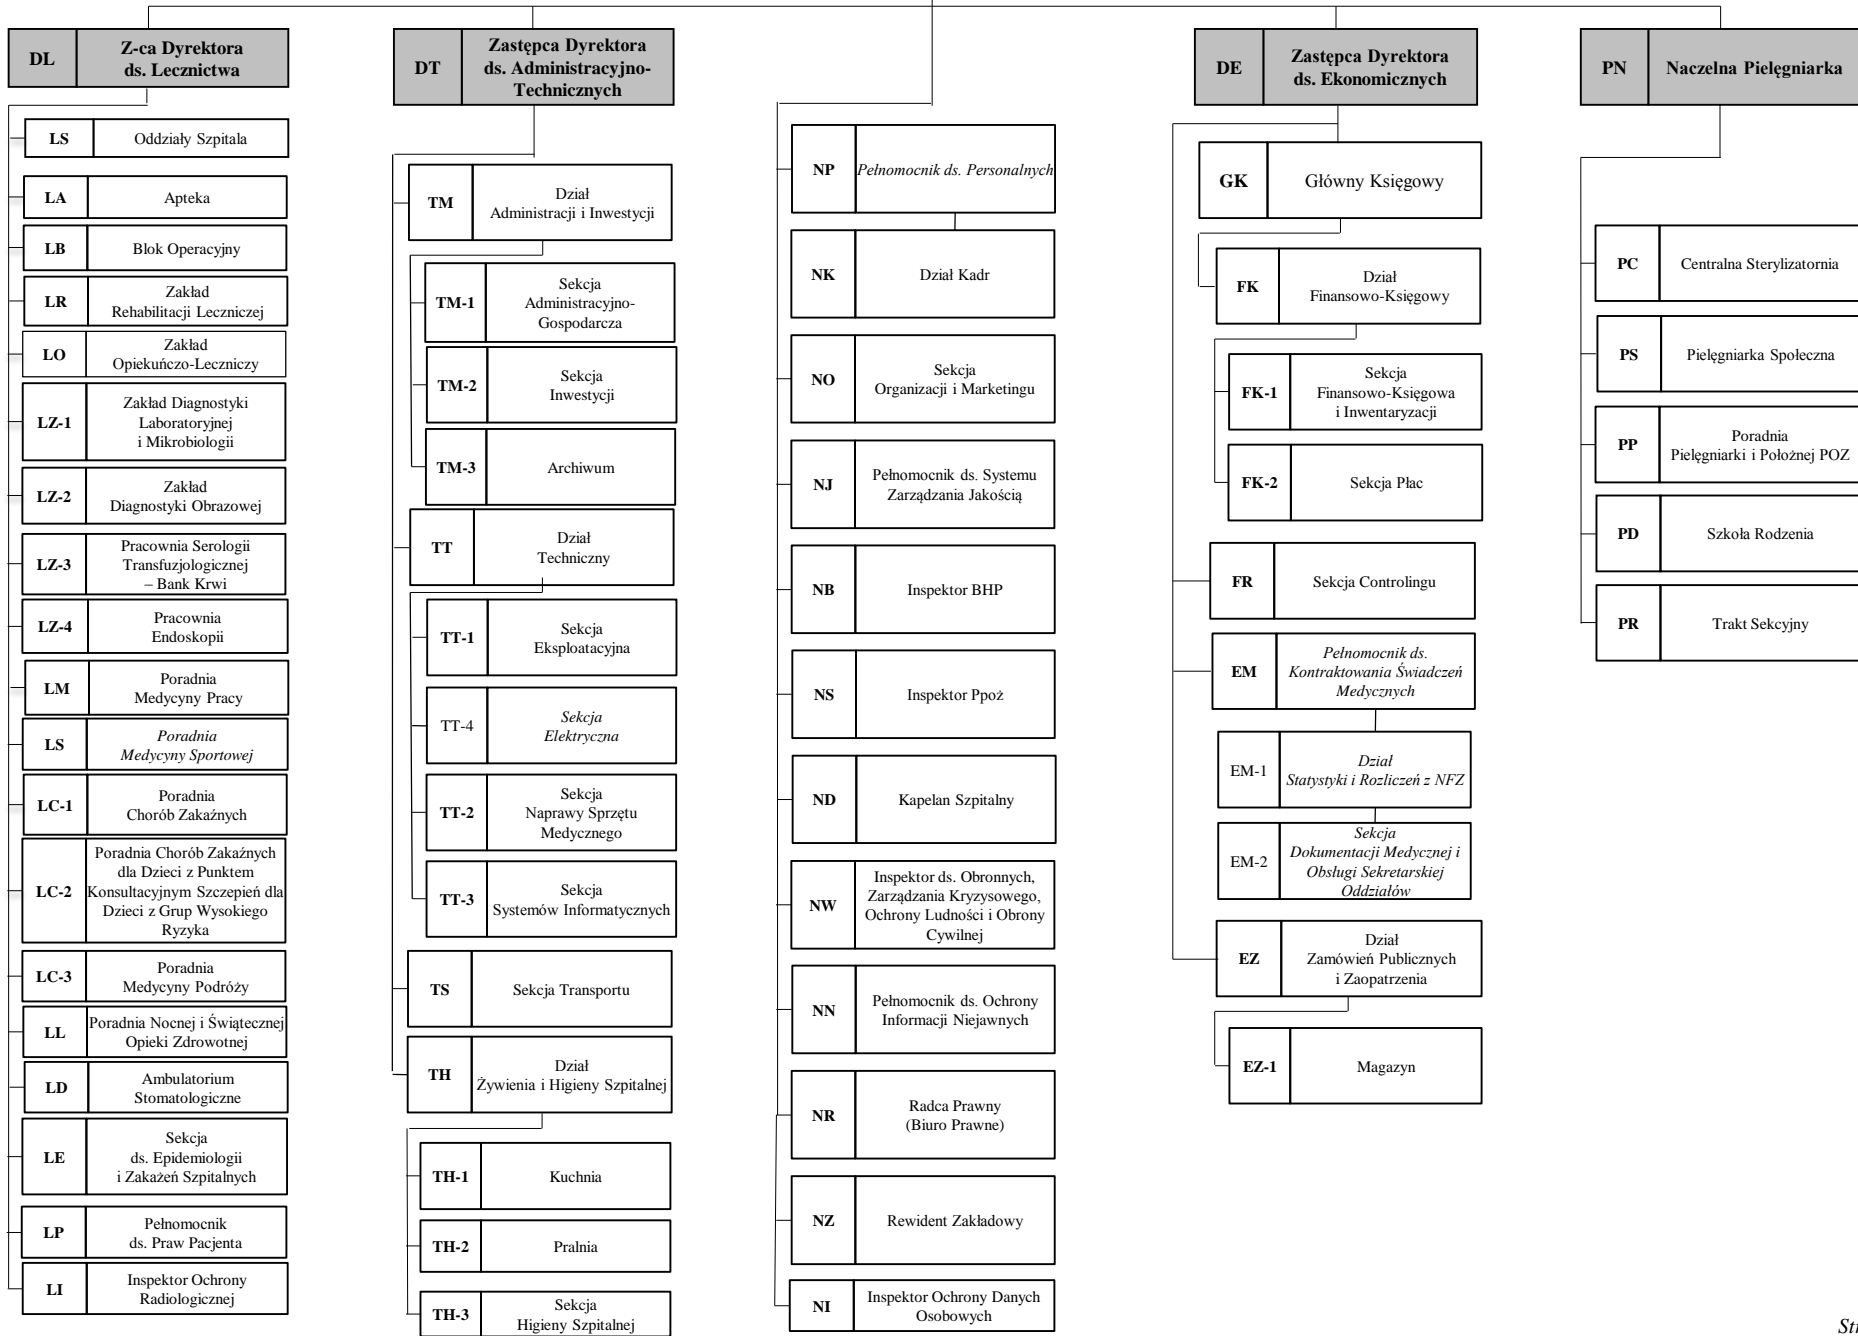 DL
Z-ca Dyrektora
ds. Lecznictwa
LS
Oddziały Szpitala
LA
Apteka
LB
Blok Operacyjny
LR
Zakład
Rehabilitacji Leczniczej
LO
Zakład
Opiekuńczo-Leczniczy
LZ-1
Zakład Diagnostyki
Laboratoryjnej
i Mikrobiologii
LZ-2
Zakład
Diagnostyki Obrazowej
LZ-3
Pracownia Serologii
Transfuzjologicznej
– Bank Krwi
LZ-4
Pracownia
Endoskopii
LM
Poradnia
Medycyny Pracy
LS
Poradnia
Medycyny Sportowej
LC-1
Poradnia
Chorób Zakaźnych
LC-2
Poradnia Chorób Zakaźnych
dla Dzieci z Punktem
Konsultacyjnym Szczepień dla
Dzieci z Grup Wysokiego
Ryzyka
LC-3
Poradnia
Medycyny Podróży
LL
Poradnia Nocnej i Świątecznej
Opieki Zdrowotnej
LD
Ambulatorium
Stomatologiczne
LE
Sekcja
ds. Epidemiologii
i Zakażeń Szpitalnych
LP
Pełnomocnik
ds. Praw Pacjenta
LI
Inspektor Ochrony
Radiologicznej
DT
Zastępca Dyrektora
ds. Administracyjno-
Technicznych
TM
Dział
Administracji i Inwestycji
TM-1
Sekcja
Administracyjno-
Gospodarcza
TM-2
Sekcja
Inwestycji
TM-3
Archiwum
TT
Dział
Techniczny
TT-1
Sekcja
Eksploatacyjna
TT-4
Sekcja
Elektryczna
TT-2
Sekcja
Naprawy Sprzętu
Medycznego
TT-3
Sekcja
Systemów Informatycznych
TS
Sekcja Transportu
TH
Dział
Żywienia i Higieny Szpitalnej
TH-1
Kuchnia
TH-2
Pralnia
TH-3
Sekcja
Higieny Szpitalnej
NP
Pełnomocnik ds. Personalnych
NK
Dział Kadr
NO
Sekcja
Organizacji i Marketingu
NJ
Pełnomocnik ds. Systemu
Zarządzania Jakością
NB
Inspektor BHP
NS
Inspektor Ppoż
ND
Kapelan Szpitalny
NW
Inspektor ds. Obronnych,
Zarządzania Kryzysowego,
Ochrony Ludności i Obrony
Cywilnej
NN
Pełnomocnik ds. Ochrony
Informacji Niejawnych
NR
Radca Prawny
(Biuro Prawne)
NZ
Rewident Zakładowy
NI
Inspektor Ochrony Danych
Osobowych
DE
Zastępca Dyrektora
ds. Ekonomicznych
GK
Główny Księgowy
FK
Dział
Finansowo-Księgowy
FK-1
Sekcja
Finansowo-Księgowa
i Inwentaryzacji
FK-2
Sekcja Płac
FR
Sekcja Controlingu
EM
Pełnomocnik ds.
Kontraktowania Świadczeń
Medycznych
EM-1
Dział
Statystyki i Rozliczeń z NFZ
EM-2
Sekcja
Dokumentacji Medycznej i
Obsługi Sekretarskiej
Oddziałów
EZ
Dział
Zamówień Publicznych
i Zaopatrzenia
EZ-1
Magazyn
PN
Naczelna Pielęgniarka
PC
Centralna Sterylizatornia
PS
Pielęgniarka Społeczna
PP
Poradnia
Pielęgniarki i Położnej POZ
PD
Szkoła Rodzenia
PR
Trakt Sekcyjny